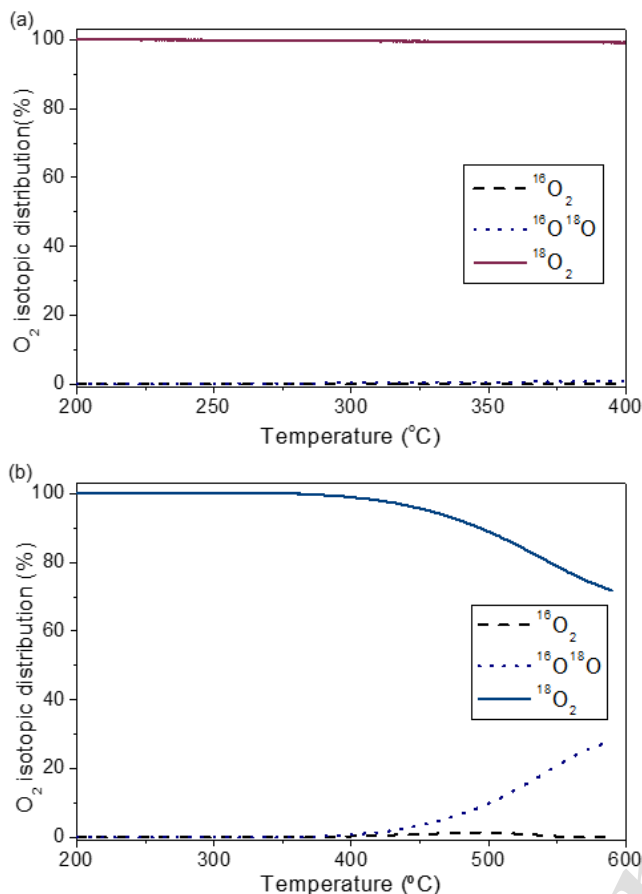 (a)
100
80
60
40
20
0
O₂ isotopic distribution(%)
¹⁶O₂
¹⁶O¹⁸O
¹⁸O₂
200 250 300 350 400
Temperature (°C)
(b)
100
80
60
40
20
0
O₂ isotopic distribution (%)
¹⁶O₂
¹⁶O¹⁸O
¹⁸O₂
200 300 400 500 600
Temperature (ºC)